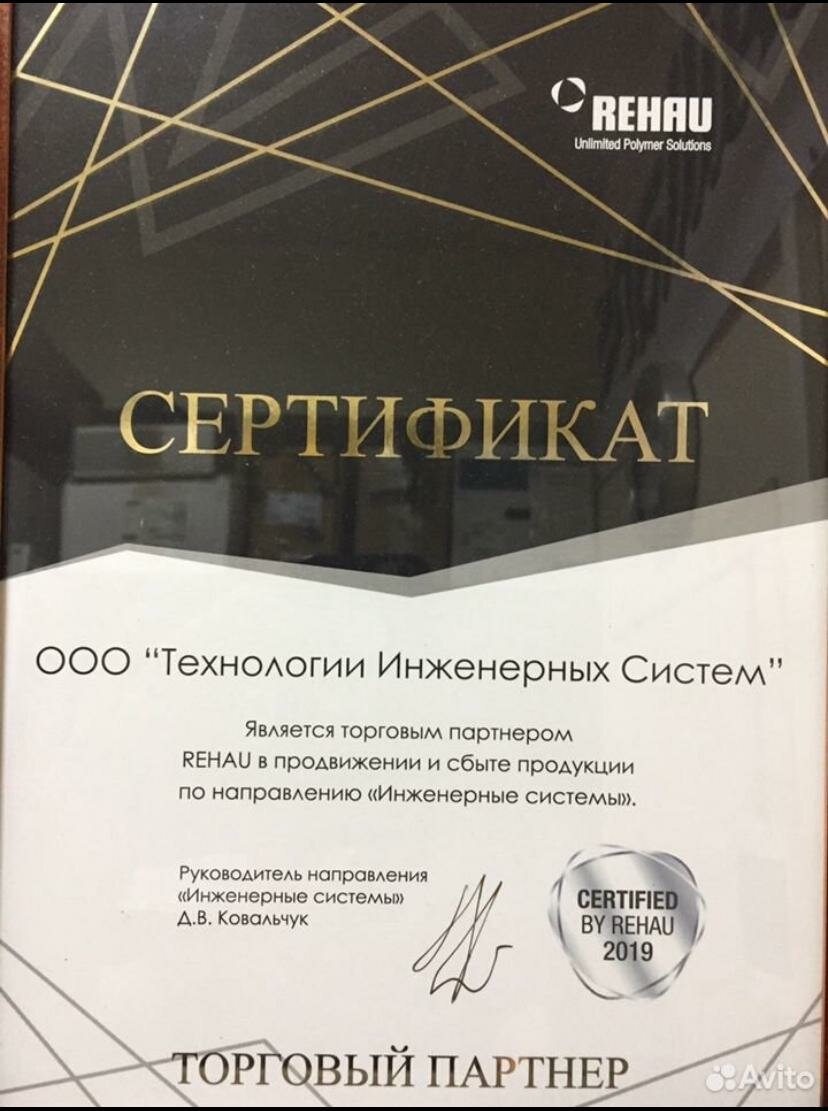 REHAU
Unlimited Polymer Solutions
СЕРТИФИКАТ
ООО “Технологии Инженерных Систем”
Является торговым партнером
REHAU в продвижении и сбыте продукции
по направлению «Инженерные системы».
Руководитель направления
«Инженерные системы»
Д.В. Ковальчук
CERTIFIED
BY REHAU
2019
ТОРГОВЫЙ ПАРТНЕР
Avito